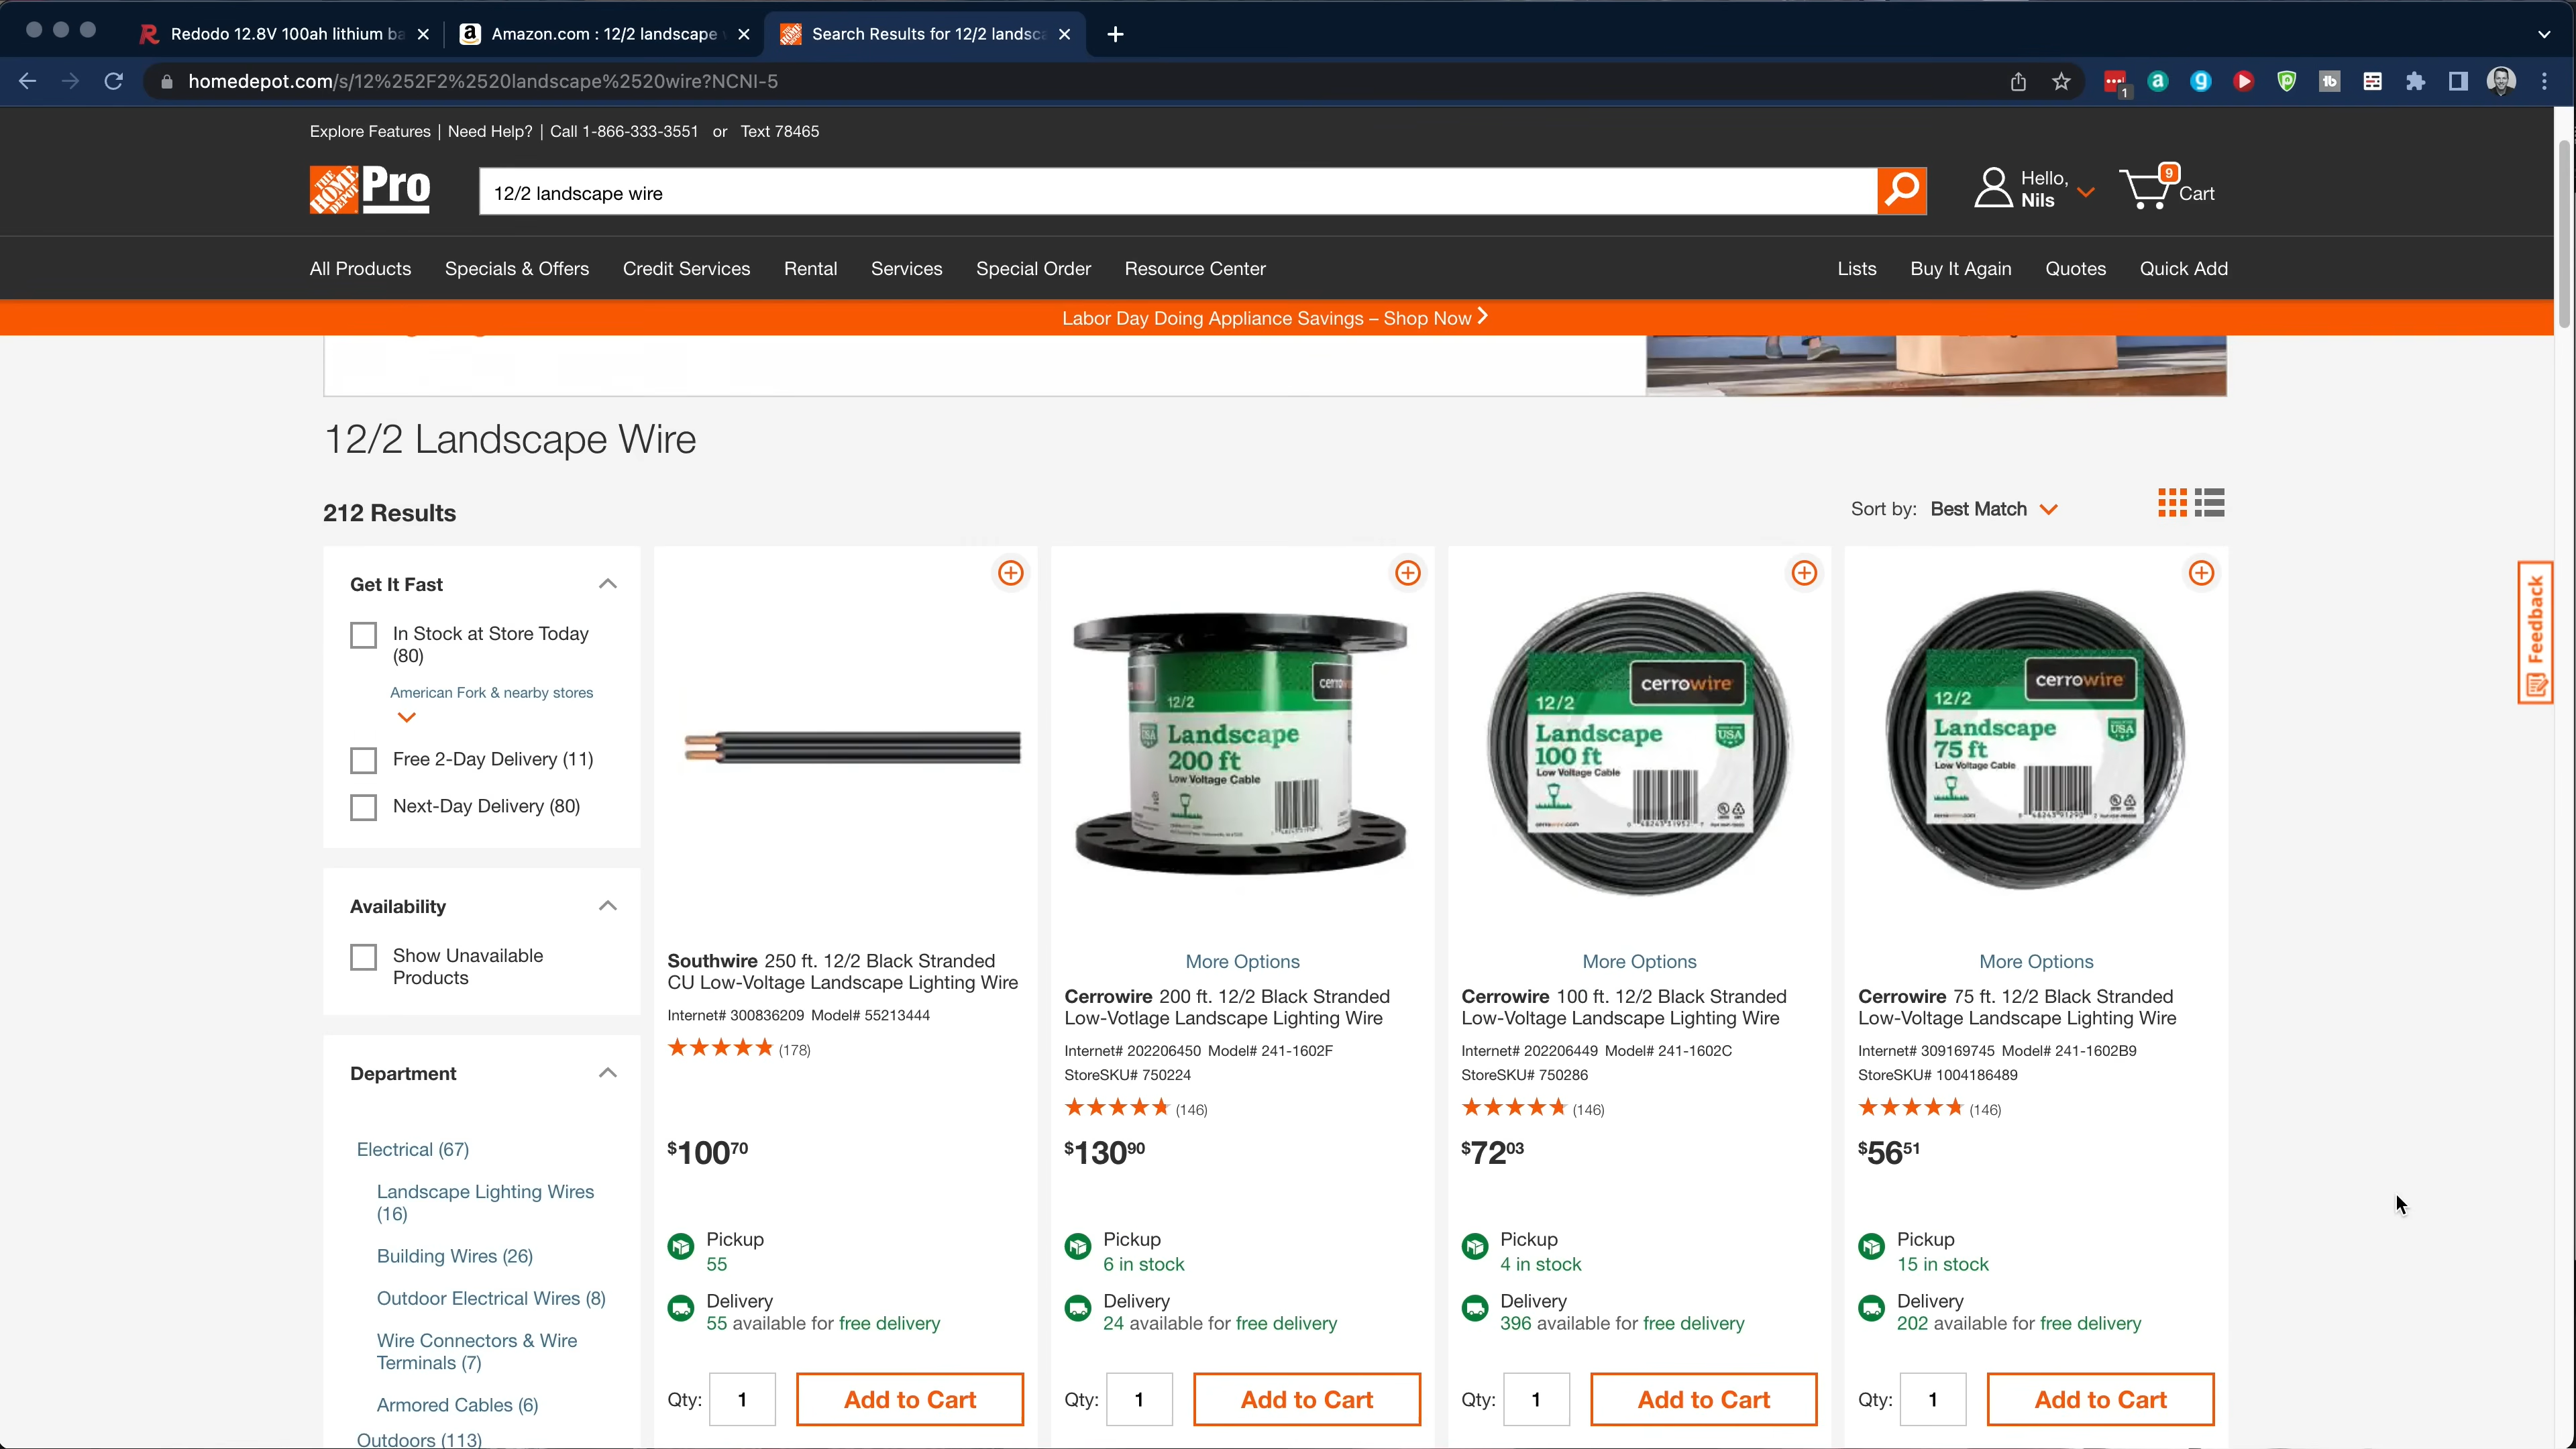 Redodo 12.8V 100ah lithium ba
Amazon.com : 12/2 landscape
Search Results for 12/2 landsca
homedepot.com/s/12%252F2%2520landscape%2520wire?NCNI-5
1
Explore Features | Need Help? | Call 1-866-333-3551 or Text 78465
THE HOME DEPOT Pro
12/2 landscape wire
Hello, Nils
9
Cart
All Products Specials & Offers Credit Services Rental Services Special Order Resource Center Lists Buy It Again Quotes Quick Add
Labor Day Doing Appliance Savings – Shop Now
12/2 Landscape Wire
212 Results
Sort by: Best Match
Feedback
Get It Fast
In Stock at Store Today (80)
American Fork & nearby stores
Free 2-Day Delivery (11)
Next-Day Delivery (80)
Availability
Show Unavailable Products
Department
Electrical (67)
Landscape Lighting Wires (16)
Building Wires (26)
Outdoor Electrical Wires (8)
Wire Connectors & Wire Terminals (7)
Armored Cables (6)
Outdoors (113)
Southwire 250 ft. 12/2 Black Stranded
CU Low-Voltage Landscape Lighting Wire
Internet# 300836209 Model# 55213444
(178)
$10070
Pickup
55
Delivery
55 available for free delivery
Qty: 1 Add to Cart
cerrowire
12/2
Landscape
200 ft
Low Voltage Cable
More Options
Cerrowire 200 ft. 12/2 Black Stranded
Low-Votlage Landscape Lighting Wire
Internet# 202206450 Model# 241-1602F
StoreSKU# 750224
(146)
$13090
Pickup
6 in stock
Delivery
24 available for free delivery
Qty: 1 Add to Cart
cerrowire
12/2
Landscape
100 ft
Low Voltage Cable
USA
More Options
Cerrowire 100 ft. 12/2 Black Stranded
Low-Voltage Landscape Lighting Wire
Internet# 202206449 Model# 241-1602C
StoreSKU# 750286
(146)
$7203
Pickup
4 in stock
Delivery
396 available for free delivery
Qty: 1 Add to Cart
cerrowire
12/2
Landscape
75 ft
Low Voltage Cable
USA
More Options
Cerrowire 75 ft. 12/2 Black Stranded
Low-Voltage Landscape Lighting Wire
Internet# 309169745 Model# 241-1602B9
StoreSKU# 1004186489
(146)
$5651
Pickup
15 in stock
Delivery
202 available for free delivery
Qty: 1 Add to Cart